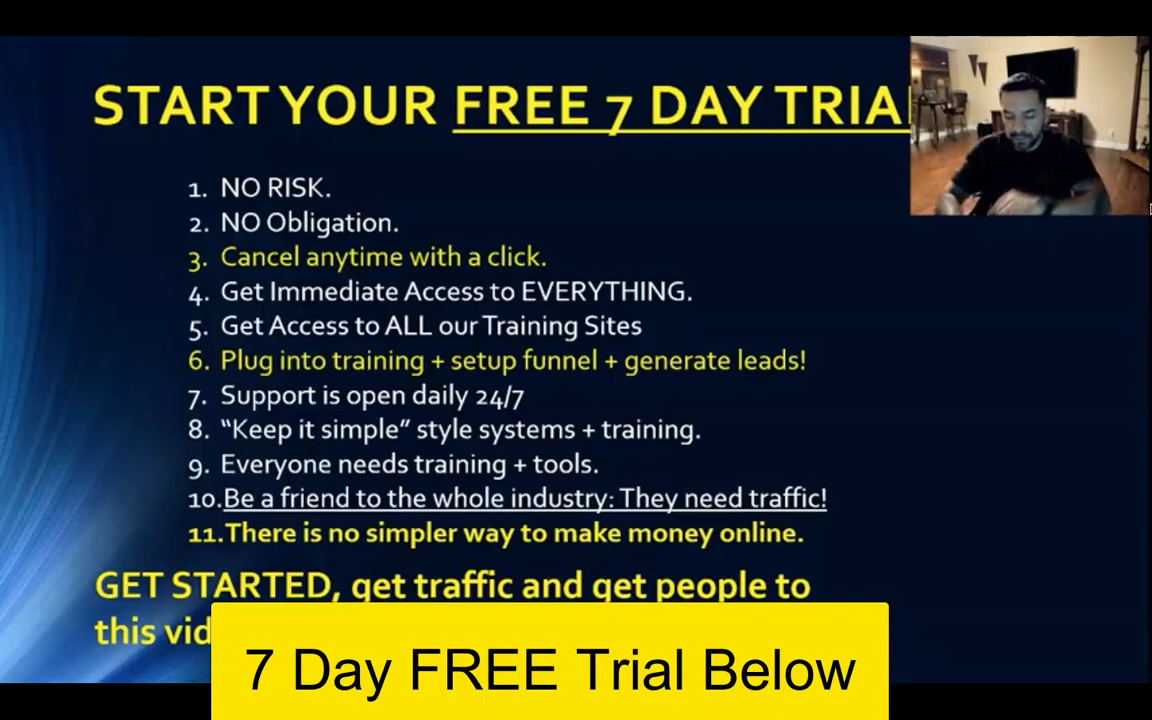 START YOUR FREE 7 DAY TRIA
1. NO RISK.
2. NO Obligation.
3. Cancel anytime with a click.
4. Get Immediate Access to EVERYTHING.
5. Get Access to ALL our Training Sites
6. Plug into training + setup funnel + generate leads!
7. Support is open daily 24/7
8. “Keep it simple” style systems + training.
9. Everyone needs training + tools.
10.Be a friend to the whole industry: They need traffic!
11.There is no simpler way to make money online.
GET STARTED, get traffic and get people to
this vid
7 Day FREE Trial Below